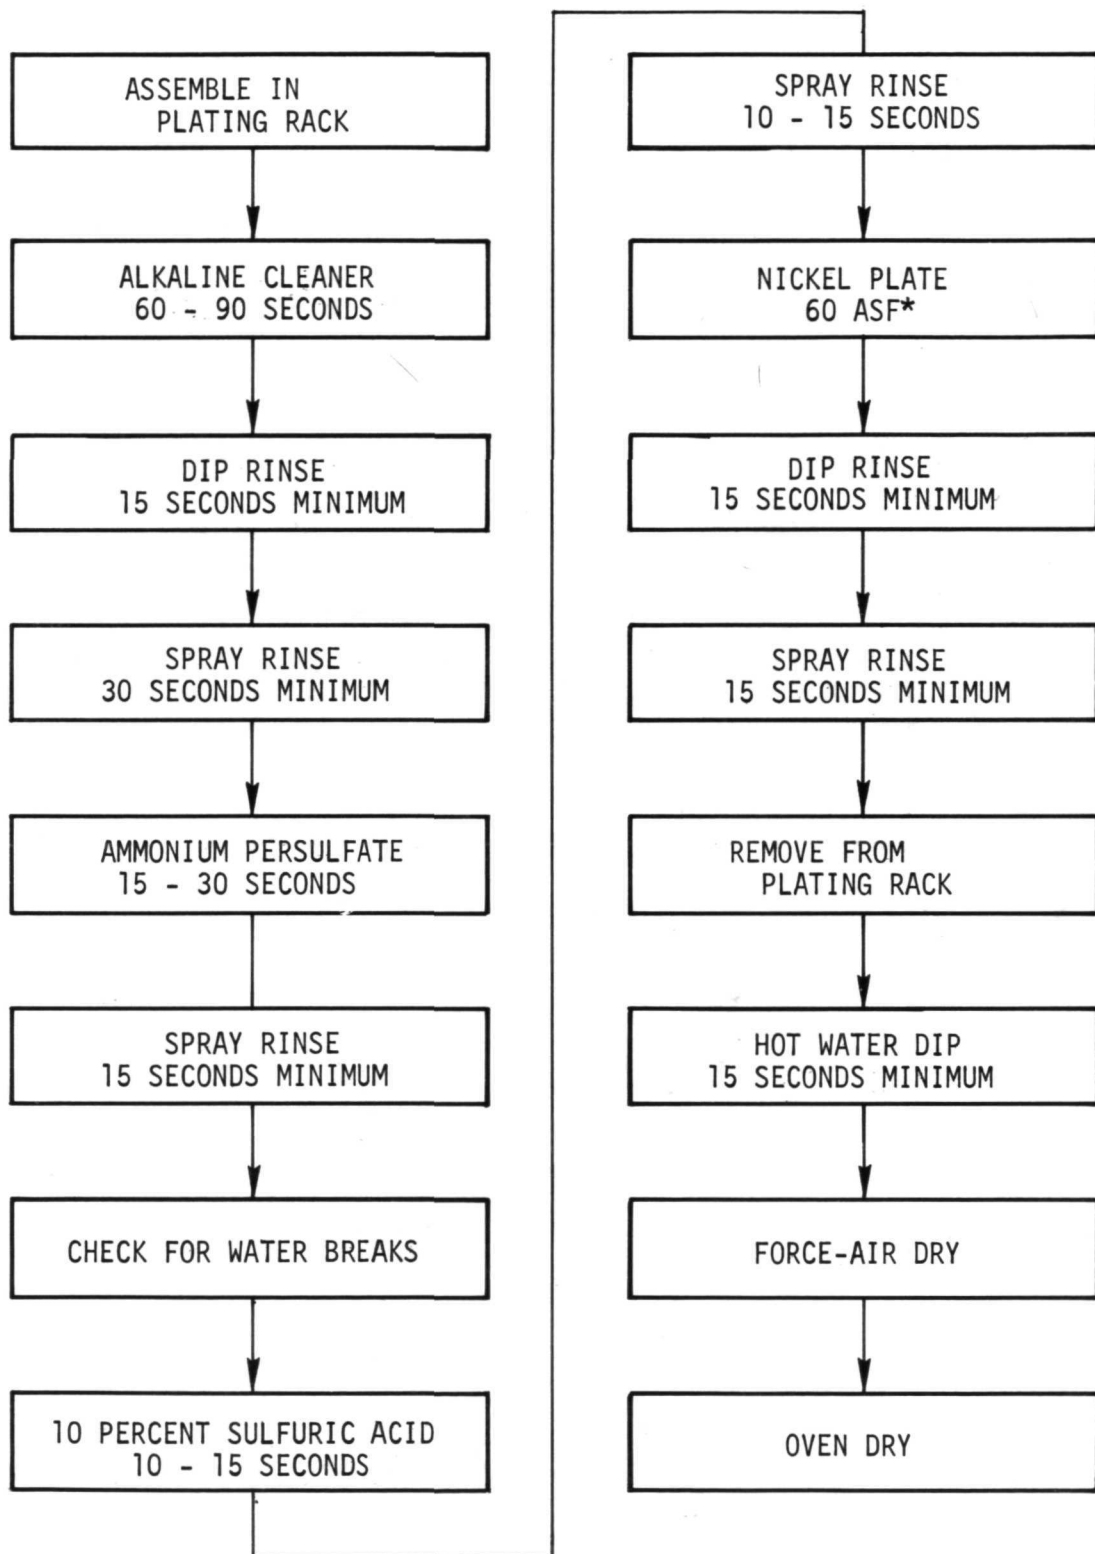 ASSEMBLE IN
PLATING RACK
ALKALINE CLEANER
60 - 90 SECONDS
DIP RINSE
15 SECONDS MINIMUM
SPRAY RINSE
30 SECONDS MINIMUM
AMMONIUM PERSULFATE
15 - 30 SECONDS
SPRAY RINSE
15 SECONDS MINIMUM
CHECK FOR WATER BREAKS
10 PERCENT SULFURIC ACID
10 - 15 SECONDS
SPRAY RINSE
10 - 15 SECONDS
NICKEL PLATE
60 ASF*
DIP RINSE
15 SECONDS MINIMUM
SPRAY RINSE
15 SECONDS MINIMUM
REMOVE FROM
PLATING RACK
HOT WATER DIP
15 SECONDS MINIMUM
FORCE-AIR DRY
OVEN DRY